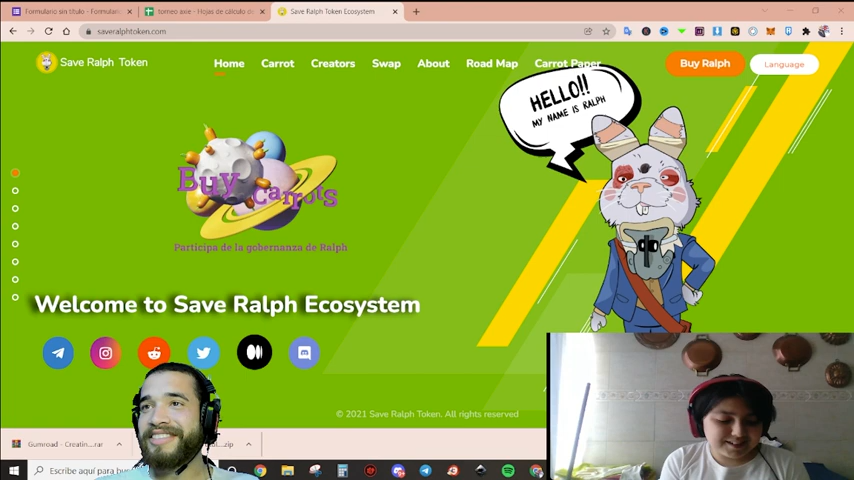 Formulario sin título - Formulari
torneo axie - Hojas de cálculo d
Save Ralph Token Ecosystem
saveralphtoken.com
Save Ralph Token
Home
Carrot
Creators
Swap
About
Road Map
Carrot Paper
Buy Ralph
Language
HELLO!!
MY NAME IS RALPH
Buy
Carrots
Participa de la gobernanza de Ralph
Welcome to Save Ralph Ecosystem
© 2021 Save Ralph Token. All rights reserved
Gumroad - Creatin....rar
....zip
Escribe aquí para bu